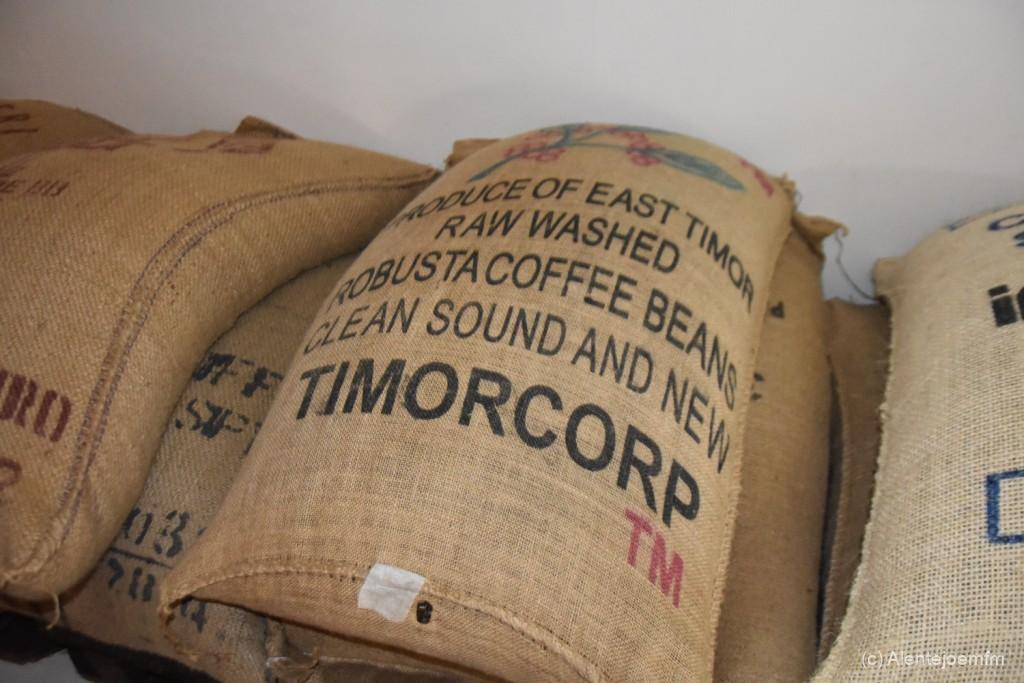 PRODUCE OF EAST TIMOR
RAW WASHED
ROBUSTA COFFEE BEANS
CLEAN SOUND AND NEW
TIMORCORP
TM
(c) Alentejoemfm